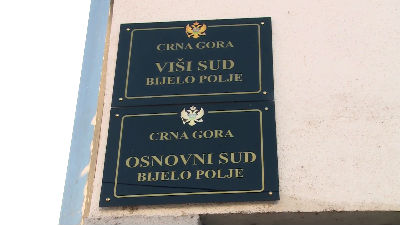 CRNA GORA
VIŠI SUD
BIJELO POLJE
CRNA GORA
OSNOVNI SUD
BIJELO POLJE